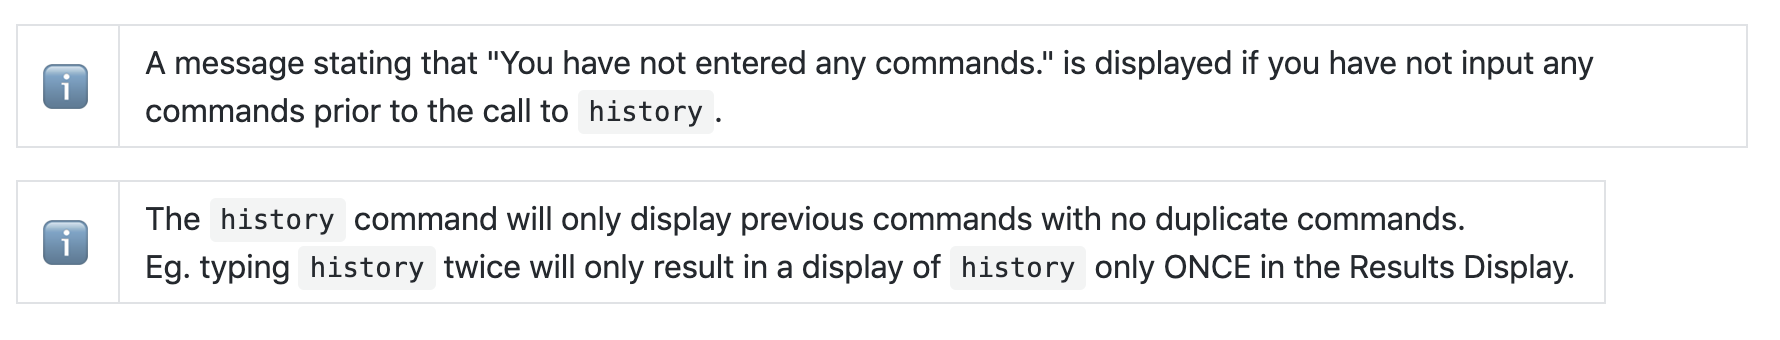 A message stating that "You have not entered any commands." is displayed if you have not input any
commands prior to the call to history.
The history command will only display previous commands with no duplicate commands.
Eg. typing history twice will only result in a display of history only ONCE in the Results Display.